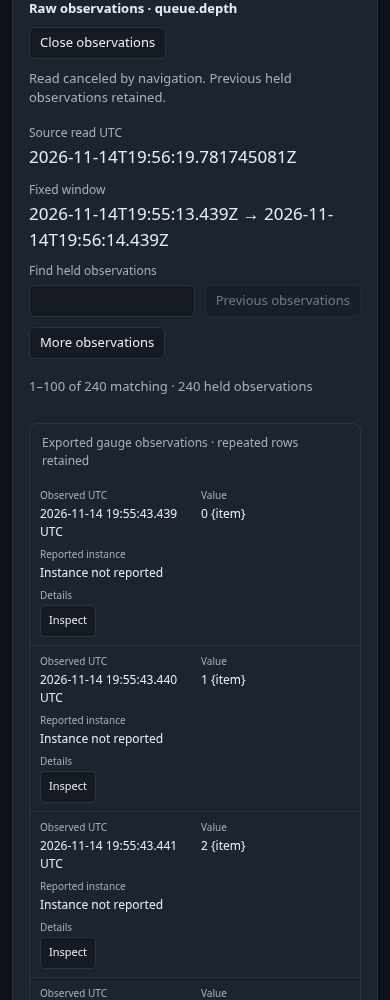 Raw observations · queue.depth
Close observations
Read canceled by navigation. Previous held
observations retained.
Source read UTC
2026-11-14T19:56:19.781745081Z
Fixed window
2026-11-14T19:55:13.439Z → 2026-11-
14T19:56:14.439Z
Find held observations
Previous observations
More observations
1–100 of 240 matching · 240 held observations
Exported gauge observations · repeated rows
retained
Observed UTC Value
2026-11-14 19:55:43.439 0 {item}
UTC
Reported instance
Instance not reported
Details
Inspect
Observed UTC Value
2026-11-14 19:55:43.440 1 {item}
UTC
Reported instance
Instance not reported
Details
Inspect
Observed UTC Value
2026-11-14 19:55:43.441 2 {item}
UTC
Reported instance
Instance not reported
Details
Inspect
Observed UTC Value